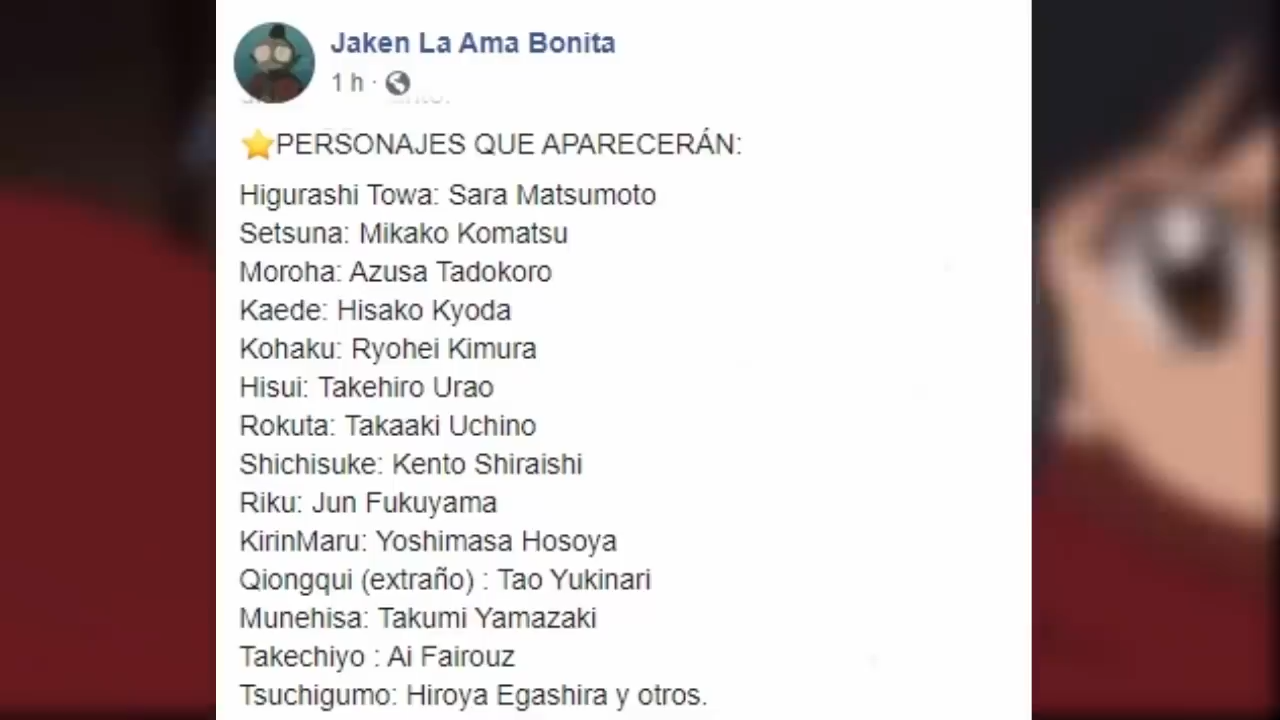 Jaken La Ama Bonita
1 h ·
⭐PERSONAJES QUE APARECERÁN:
Higurashi Towa: Sara Matsumoto
Setsuna: Mikako Komatsu
Moroha: Azusa Tadokoro
Kaede: Hisako Kyoda
Kohaku: Ryohei Kimura
Hisui: Takehiro Urao
Rokuta: Takaaki Uchino
Shichisuke: Kento Shiraishi
Riku: Jun Fukuyama
KirinMaru: Yoshimasa Hosoya
Qiongqui (extraño) : Tao Yukinari
Munehisa: Takumi Yamazaki
Takechiyo : Ai Fairouz
Tsuchigumo: Hiroya Egashira y otros.